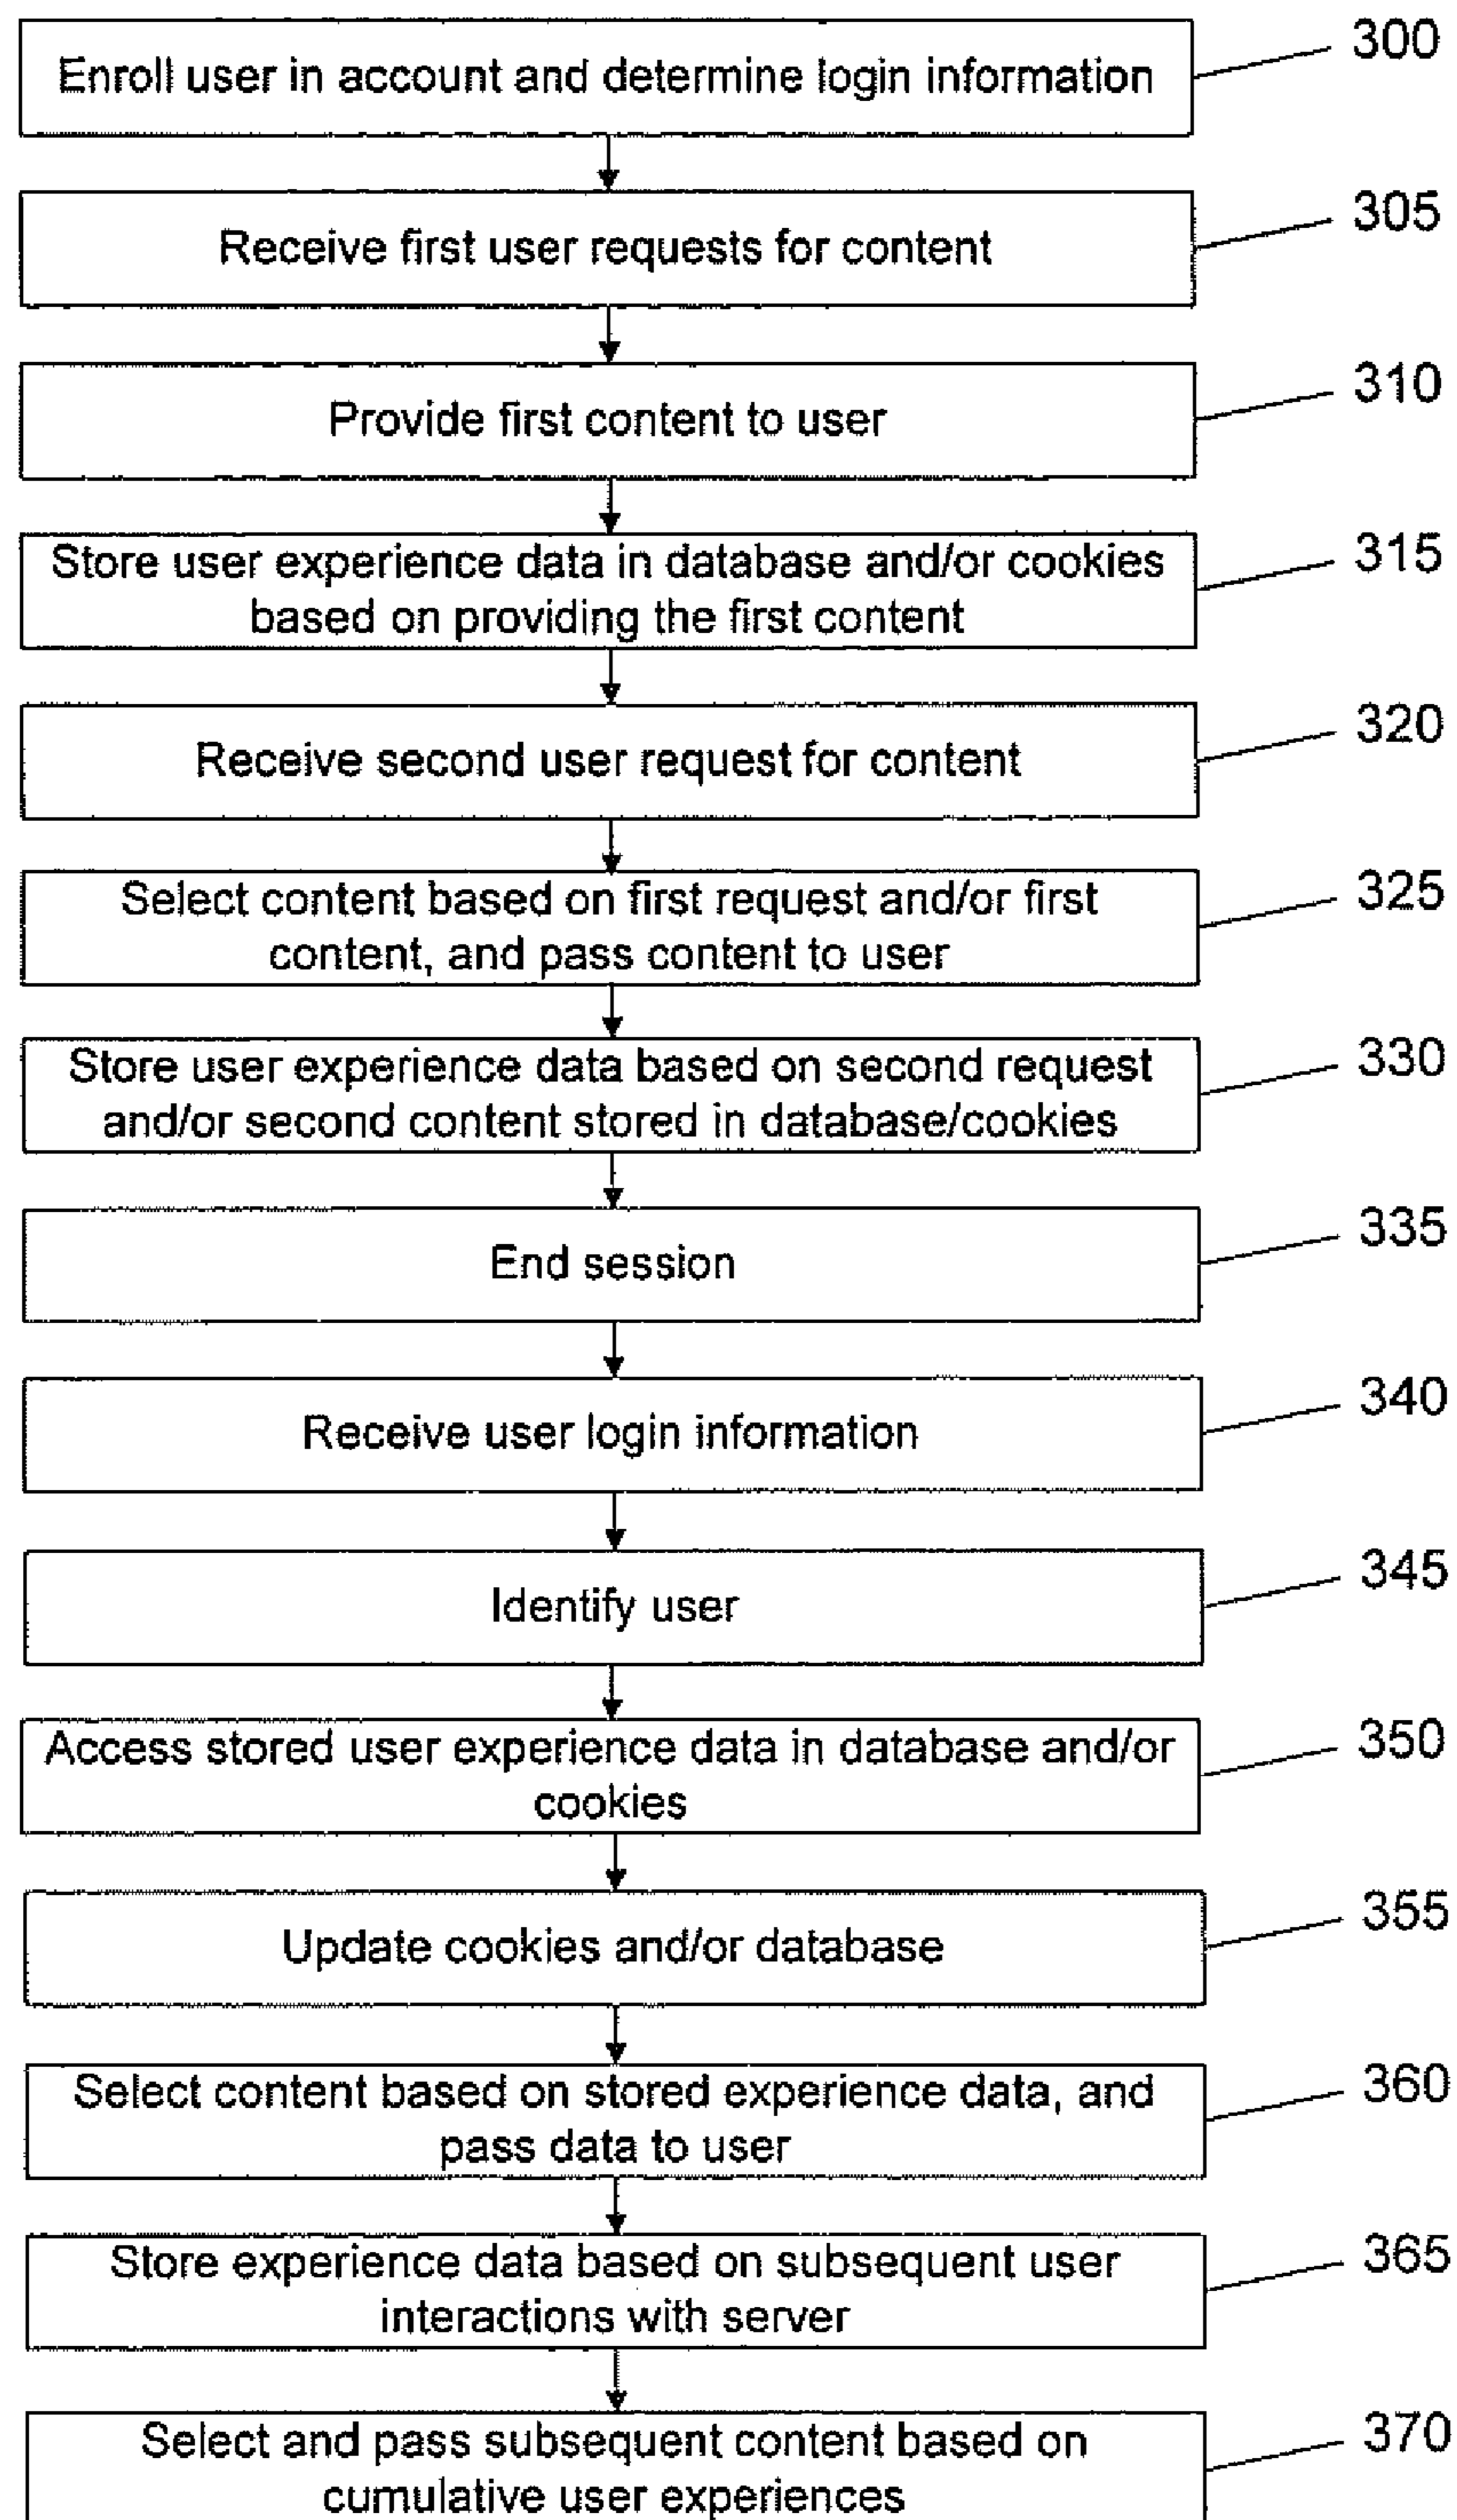 300
Enroll user in account and determine login information
305
Receive first user requests for content
310
Provide first content to user
315
Store user experience data in database and/or cookies
based on providing the first content
320
Receive second user request for content
325
Select content based on first request and/or first
content, and pass content to user
330
Store user experience data based on second request
and/or second content stored in database/cookies
335
End session
340
Receive user login information
345
Identify user
350
Access stored user experience data in database and/or
cookies
355
Update cookies and/or database
360
Select content based on stored experience data, and
pass data to user
365
Store experience data based on subsequent user
interactions with server
370
Select and pass subsequent content based on
cumulative user experiences